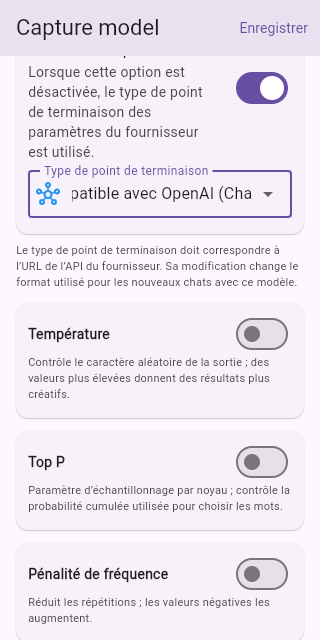 Capture model
Enregistrer
Lorsque cette option est
désactivée, le type de point
de terminaison des
paramètres du fournisseur
est utilisé.
Type de point de terminaison
patible avec OpenAI (Cha
Le type de point de terminaison doit correspondre à
l'URL de l'API du fournisseur. Sa modification change le
format utilisé pour les nouveaux chats avec ce modèle.
Température
Contrôle le caractère aléatoire de la sortie ; des
valeurs plus élevées donnent des résultats plus
créatifs.
Top P
Paramètre d'échantillonnage par noyau ; contrôle la
probabilité cumulée utilisée pour choisir les mots.
Pénalité de fréquence
Réduit les répétitions ; les valeurs négatives les
augmentent.